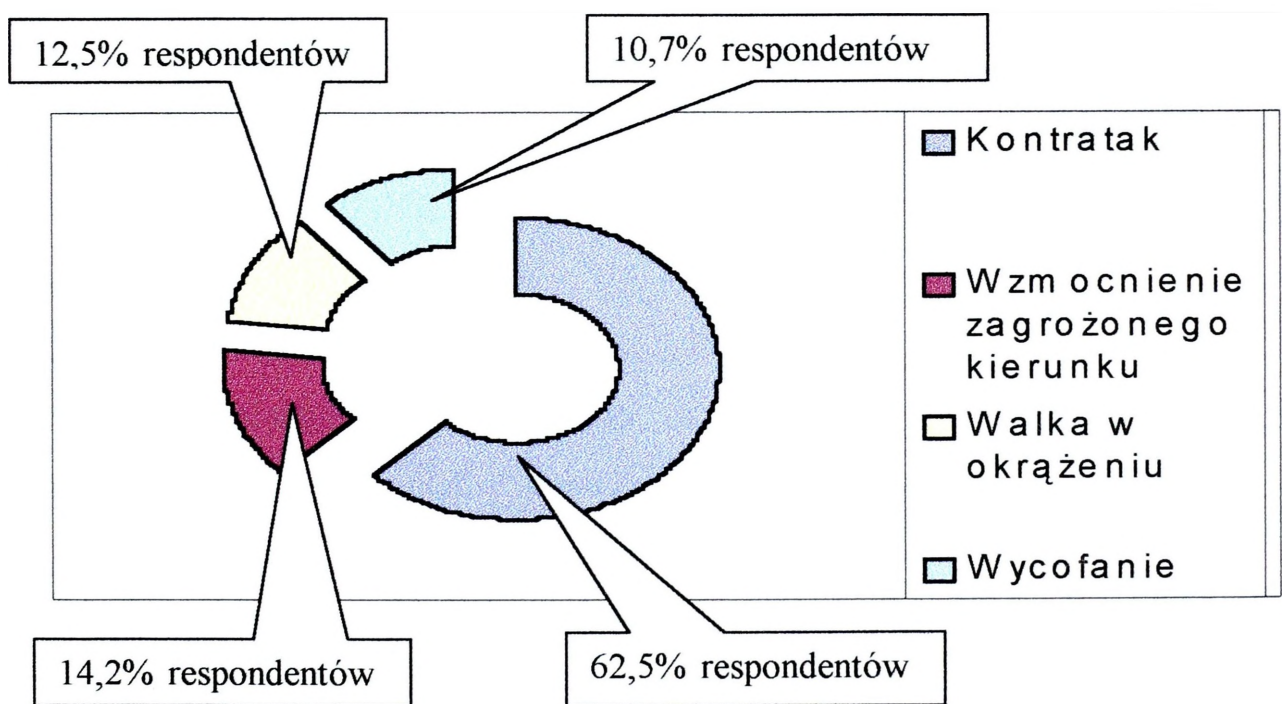 12,5% respondentów
10,7% respondentów
Kontratak
Wzmocnienie
zagrożonego
kierunku
Walka w
okrążeniu
Wycofanie
14,2% respondentów
62,5% respondentów